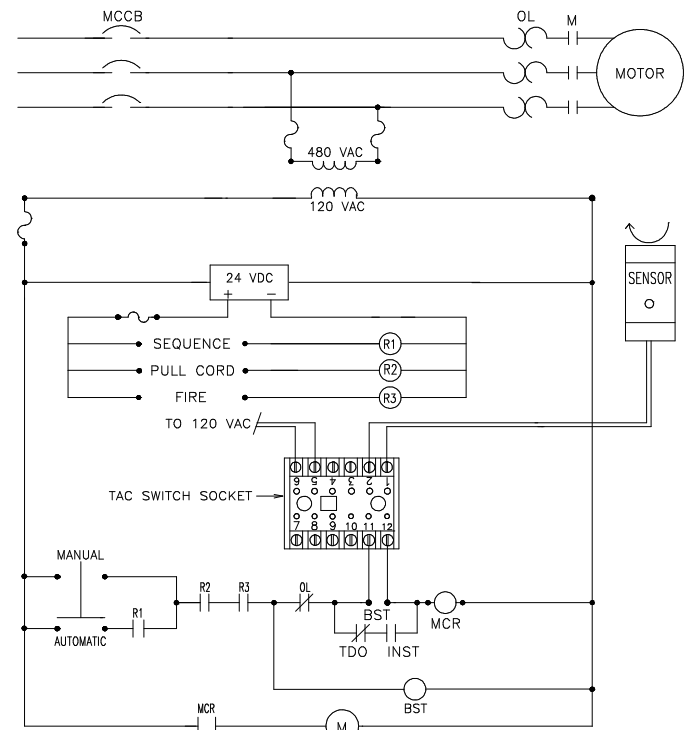 MCCB
OL
M
MOTOR
480 VAC
120 VAC
24 VDC
+ −
SENSOR
SEQUENCE
R1
PULL CORD
R2
FIRE
R3
TO 120 VAC
6 5 4 3 2 1
TAC SWITCH SOCKET
7 8 9 10 11 12
MANUAL
R2
R3
OL
R1
BST
MCR
AUTOMATIC
TDO
INST
BST
MCR
M